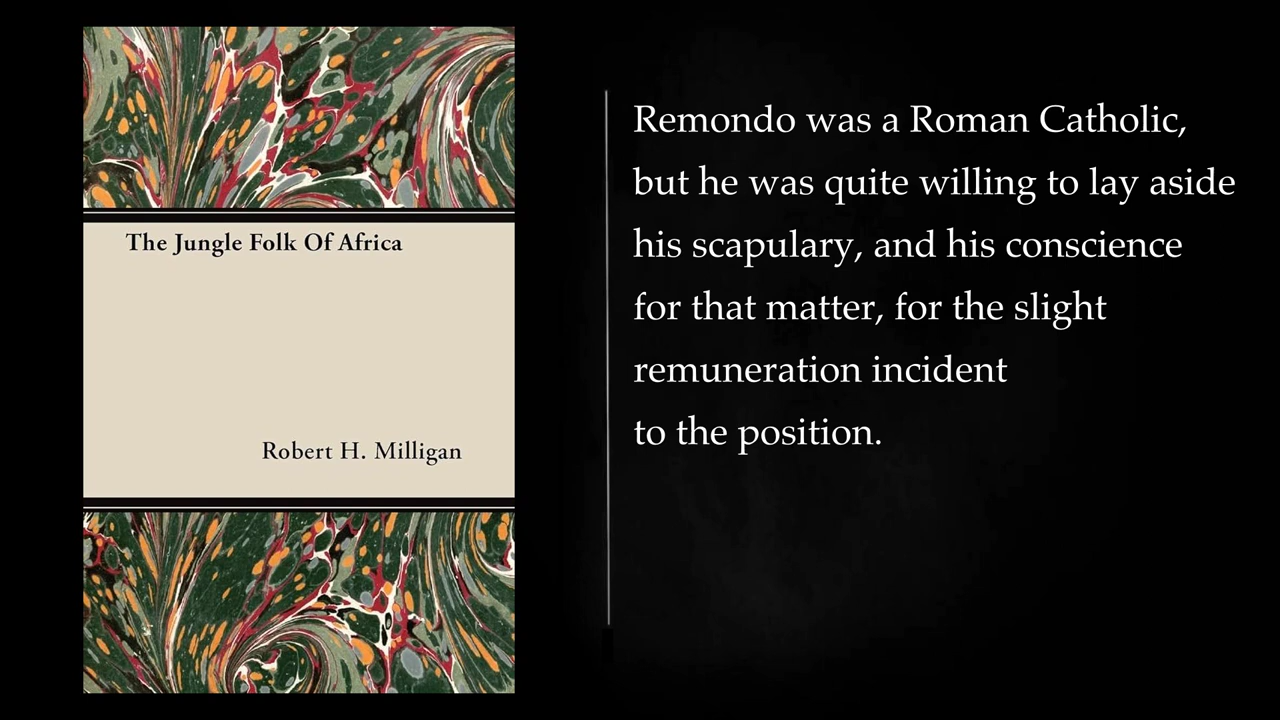 The Jungle Folk Of Africa
Robert H. Milligan
Remondo was a Roman Catholic,
but he was quite willing to lay aside
his scapulary, and his conscience
for that matter, for the slight
remuneration incident
to the position.